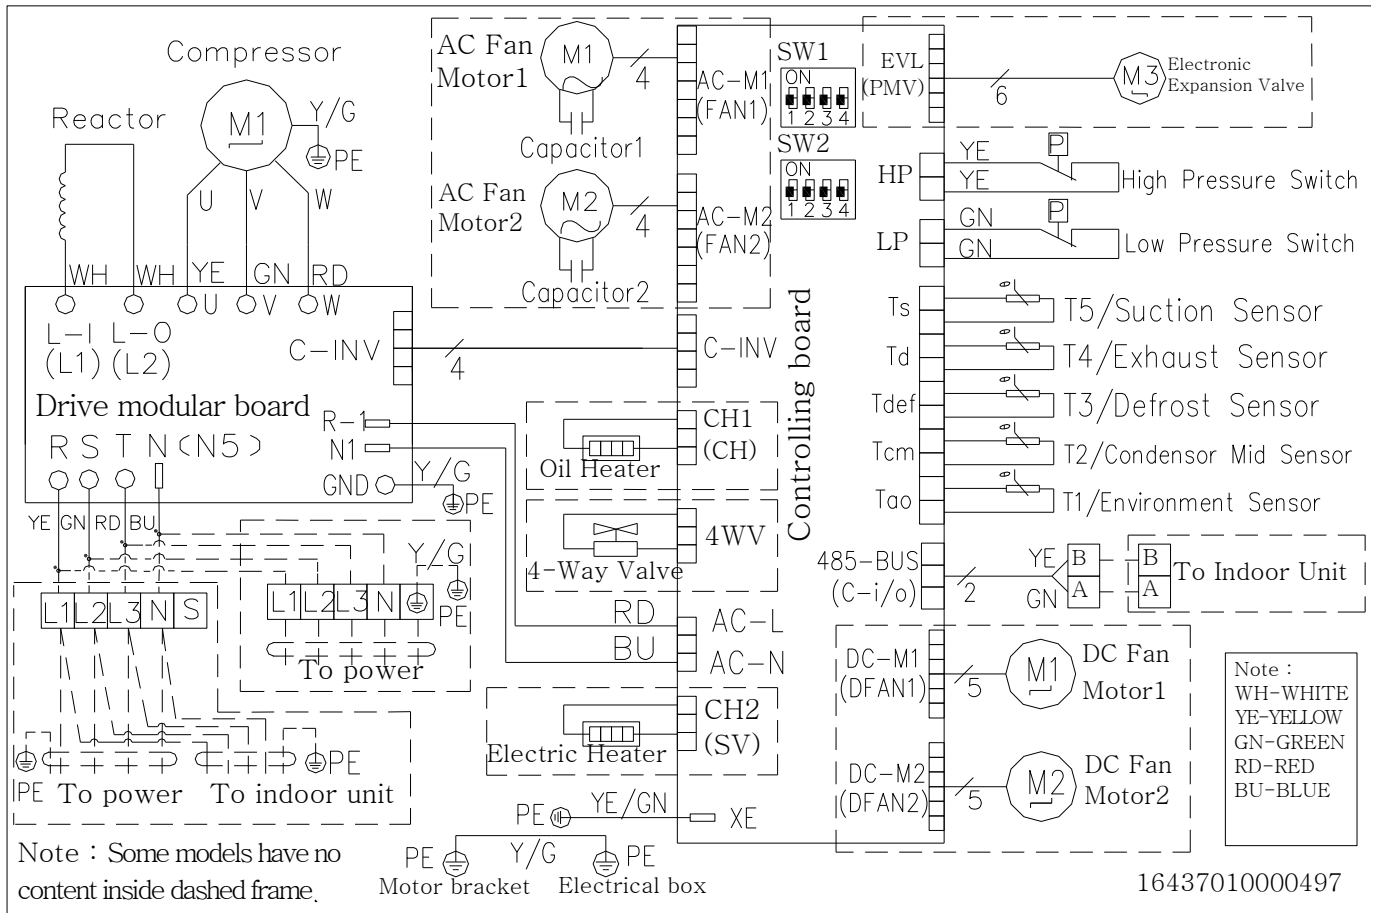 Compressor
Reactor
M1
Y/G
PE
U
V
W
WH
WH
YE
GN
RD
L-I
(L1)
L-O
(L2)
U
V
W
C-INV
4
Drive modular board
R-1
N1
GND
Y/G
PE
R S T N (N5)
YE GN RD BU
L1 L2 L3 N S
PE
To power
To indoor unit
PE
Y/G
L1 L2 L3 N
PE
To power
Note : Some models have no
content inside dashed frame.
AC Fan
Motor1
M1
4
Capacitor1
AC Fan
Motor2
M2
4
Capacitor2
AC-M1
(FAN1)
AC-M2
(FAN2)
C-INV
CH1
(CH)
Oil Heater
4WV
4-Way Valve
RD
AC-L
BU
AC-N
CH2
(SV)
Electric Heater
PE
YE/GN
XE
PE
Y/G
PE
Motor bracket
Electrical box
SW1
ON
1 2 3 4
SW2
ON
1 2 3 4
Controlling board
EVL
(PMV)
6
M3
Electronic
Expansion Valve
HP
YE
YE
P
High Pressure Switch
LP
GN
GN
P
Low Pressure Switch
Ts
T5/Suction Sensor
Td
T4/Exhaust Sensor
Tdef
T3/Defrost Sensor
Tcm
T2/Condensor Mid Sensor
Tao
T1/Environment Sensor
485-BUS
(C-i/o)
2
YE
GN
B
A
B
A
To Indoor Unit
DC-M1
(DFAN1)
5
M1
DC Fan
Motor1
DC-M2
(DFAN2)
5
M2
DC Fan
Motor2
Note :
WH-WHITE
YE-YELLOW
GN-GREEN
RD-RED
BU-BLUE
16437010000497